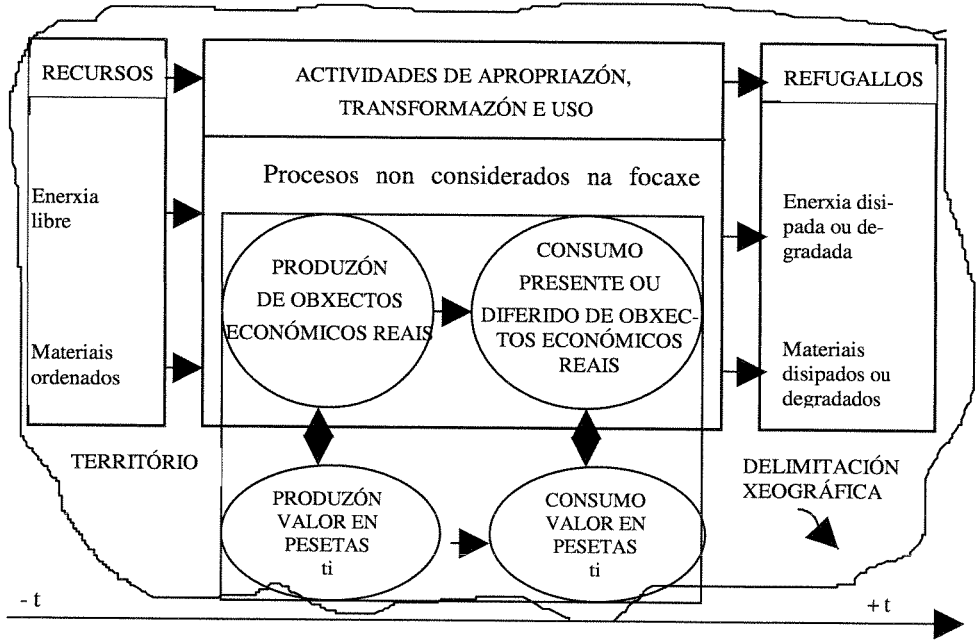 RECURSOS
ACTIVIDADES DE APROPRIAZÓN,
TRANSFORMAZÓN E USO
REFUGALLOS
Procesos non considerados na focaxe
Enerxia
libre
Materiais
ordenados
PRODUZÓN
DE OBXECTOS
ECONÓMICOS REAIS
CONSUMO
PRESENTE OU
DIFERIDO DE OBXEC-
TOS ECONÓMICOS
REAIS
Enerxia disi-
pada ou de-
gradada
Materiais
disipados ou
degradados
TERRITÓRIO
PRODUZÓN
VALOR EN
PESETAS
ti
CONSUMO
VALOR EN
PESETAS
ti
DELIMITACIÓN
XEOGRÁFICA
- t
+ t